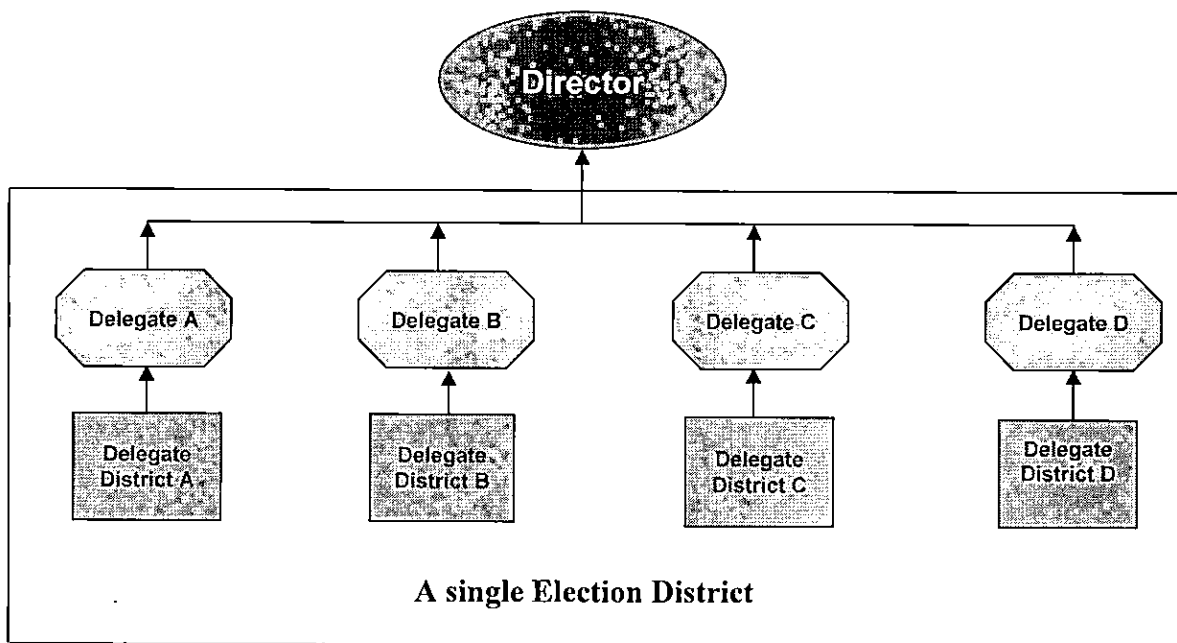 Director
Delegate A
Delegate B
Delegate C
Delegate D
Delegate
District A
Delegate
District B
Delegate
District C
Delegate
District D
A single Election District